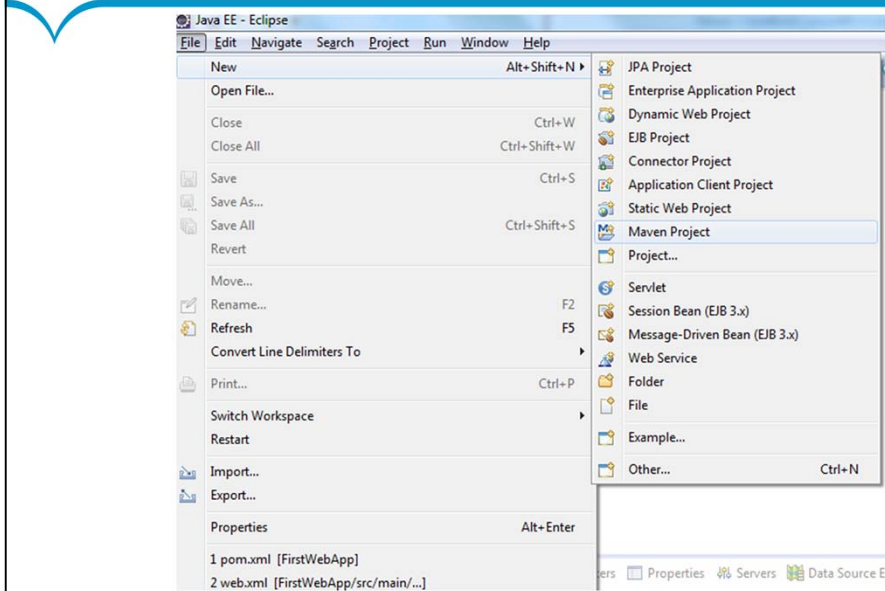 Java EE - Eclipse
File Edit Navigate Search Project Run Window Help
New Alt+Shift+N
Open File...
Close Ctrl+W
Close All Ctrl+Shift+W
Save Ctrl+S
Save As...
Save All Ctrl+Shift+S
Revert
Move...
Rename... F2
Refresh F5
Convert Line Delimiters To
Print... Ctrl+P
Switch Workspace
Restart
Import...
Export...
Properties Alt+Enter
1 pom.xml [FirstWebApp]
2 web.xml [FirstWebApp/src/main/...]
JPA Project
Enterprise Application Project
Dynamic Web Project
EJB Project
Connector Project
Application Client Project
Static Web Project
Maven Project
Project...
Servlet
Session Bean (EJB 3.x)
Message-Driven Bean (EJB 3.x)
Web Service
Folder
File
Example...
Other... Ctrl+N
ers Properties Servers Data Source E